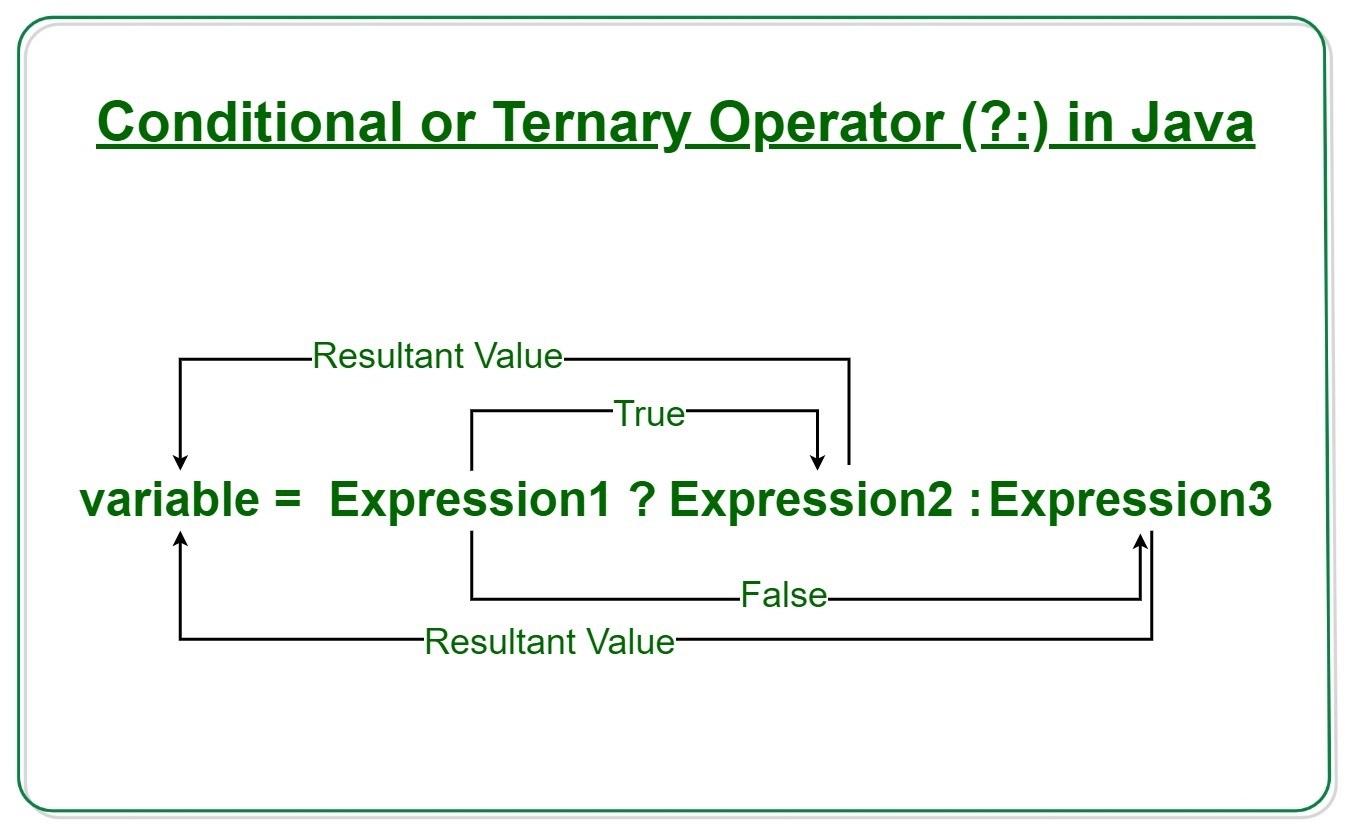 Conditional or Ternary Operator (?:) in Java
Resultant Value
True
variable = Expression1 ? Expression2 : Expression3
False
Resultant Value